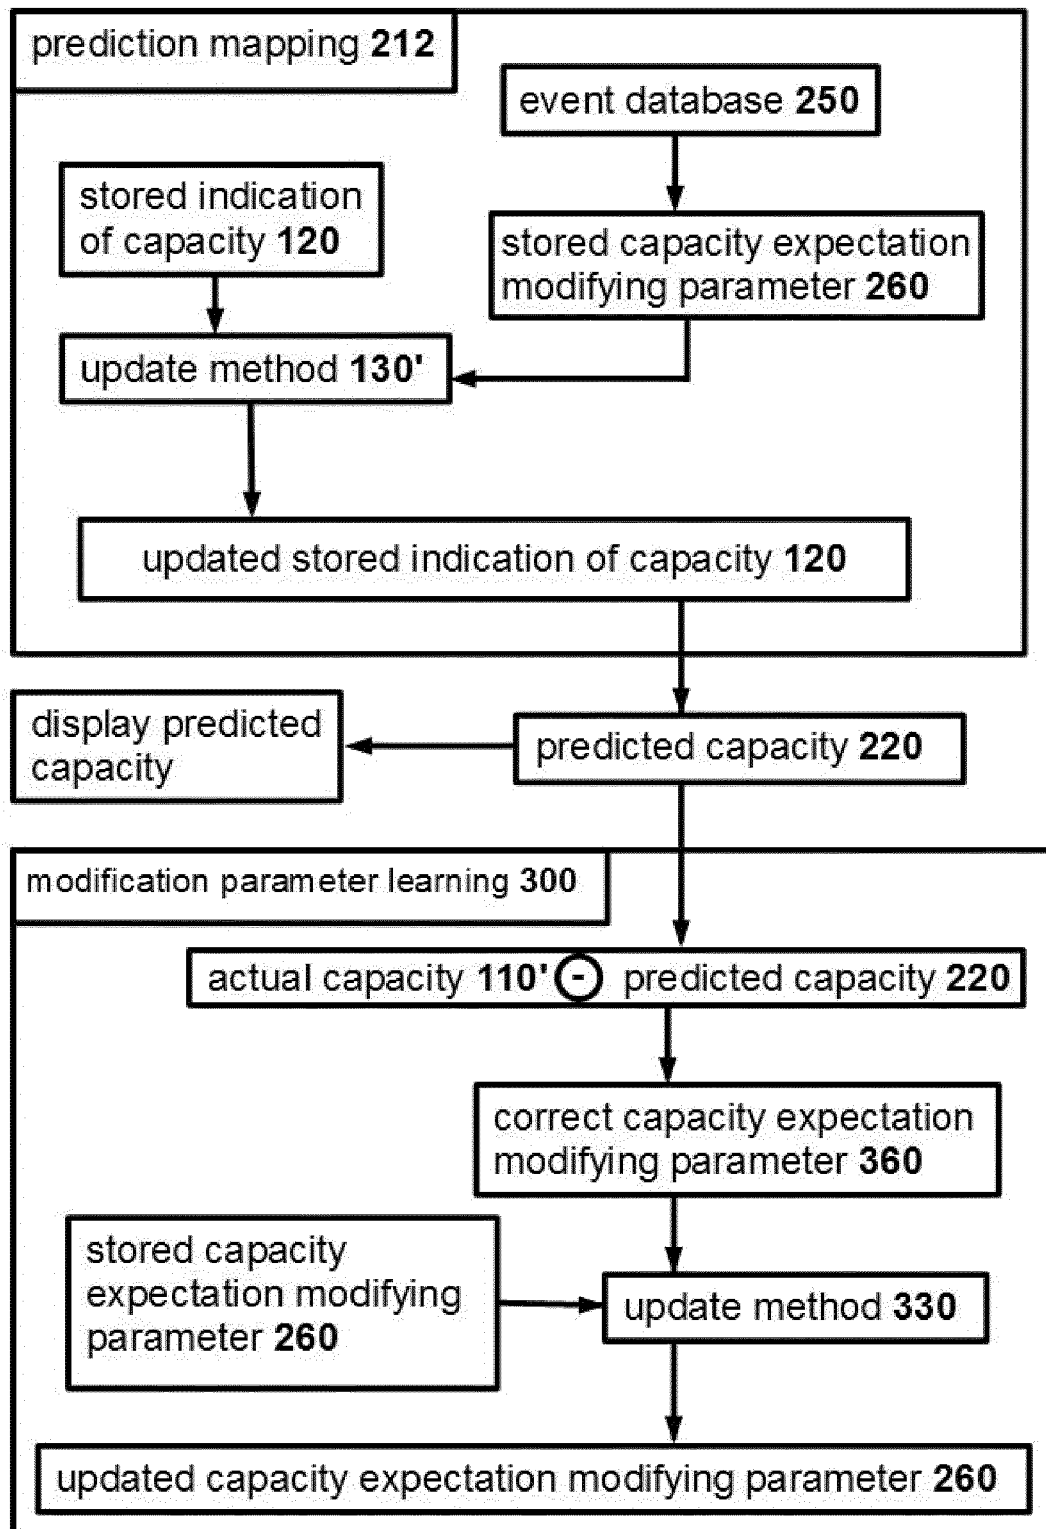 prediction mapping 212
event database 250
stored indication
of capacity 120
stored capacity expectation
modifying parameter 260
update method 130'
updated stored indication of capacity 120
display predicted
capacity
predicted capacity 220
modification parameter learning 300
actual capacity 110' - predicted capacity 220
correct capacity expectation
modifying parameter 360
stored capacity
expectation modifying
parameter 260
update method 330
updated capacity expectation modifying parameter 260